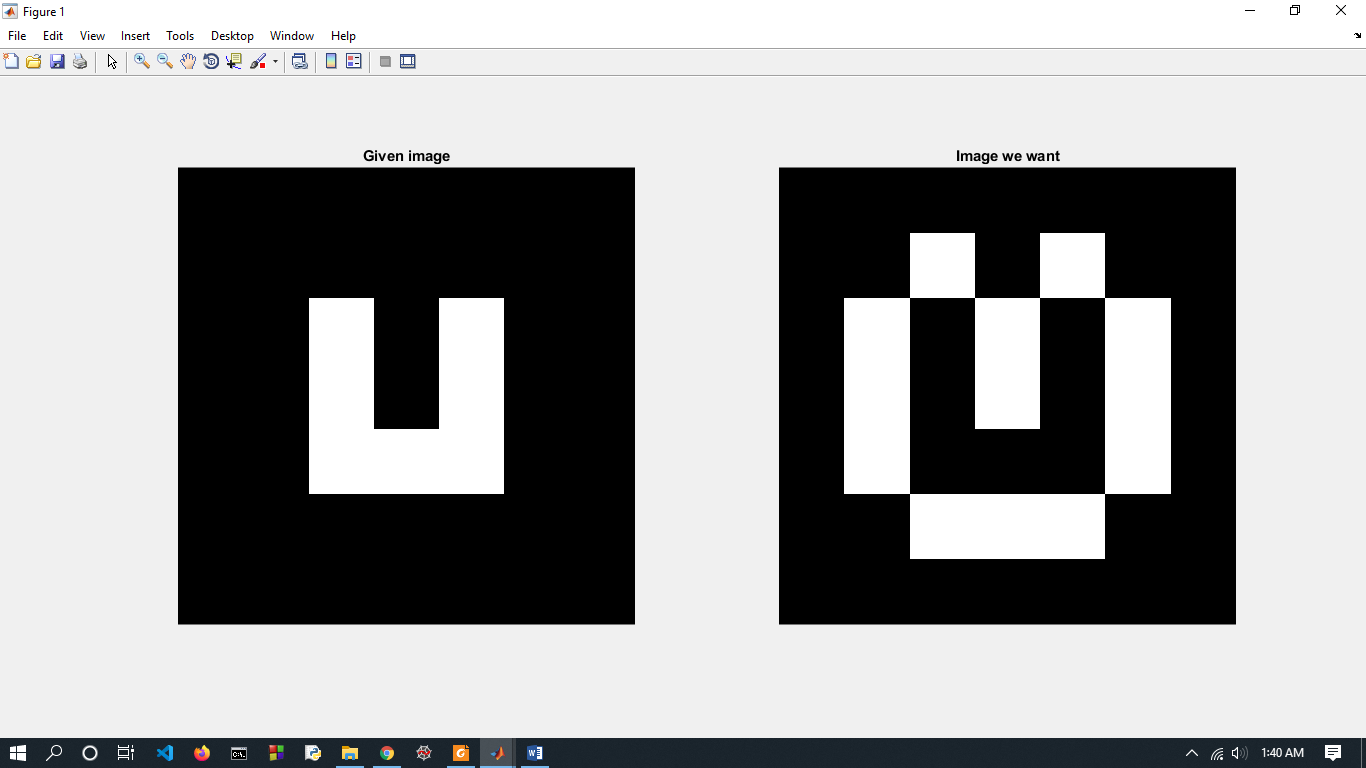 Figure 1
File Edit View Insert Tools Desktop Window Help
Given image
Image we want
1:40 AM